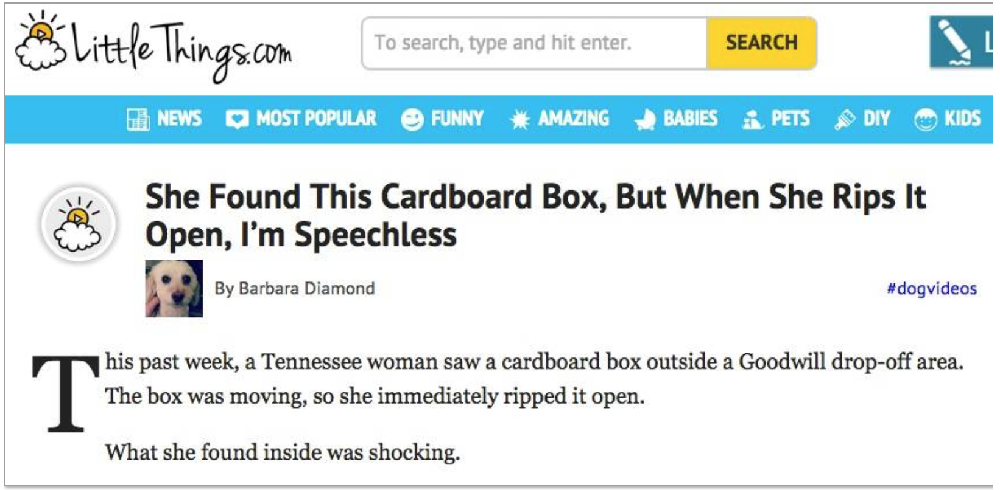 LittleThings.com
To search, type and hit enter.
SEARCH
L
NEWS
MOST POPULAR
FUNNY
AMAZING
BABIES
PETS
DIY
KIDS
She Found This Cardboard Box, But When She Rips It
Open, I'm Speechless
By Barbara Diamond
#dogvideos
This past week, a Tennessee woman saw a cardboard box outside a Goodwill drop-off area.
The box was moving, so she immediately ripped it open.
What she found inside was shocking.